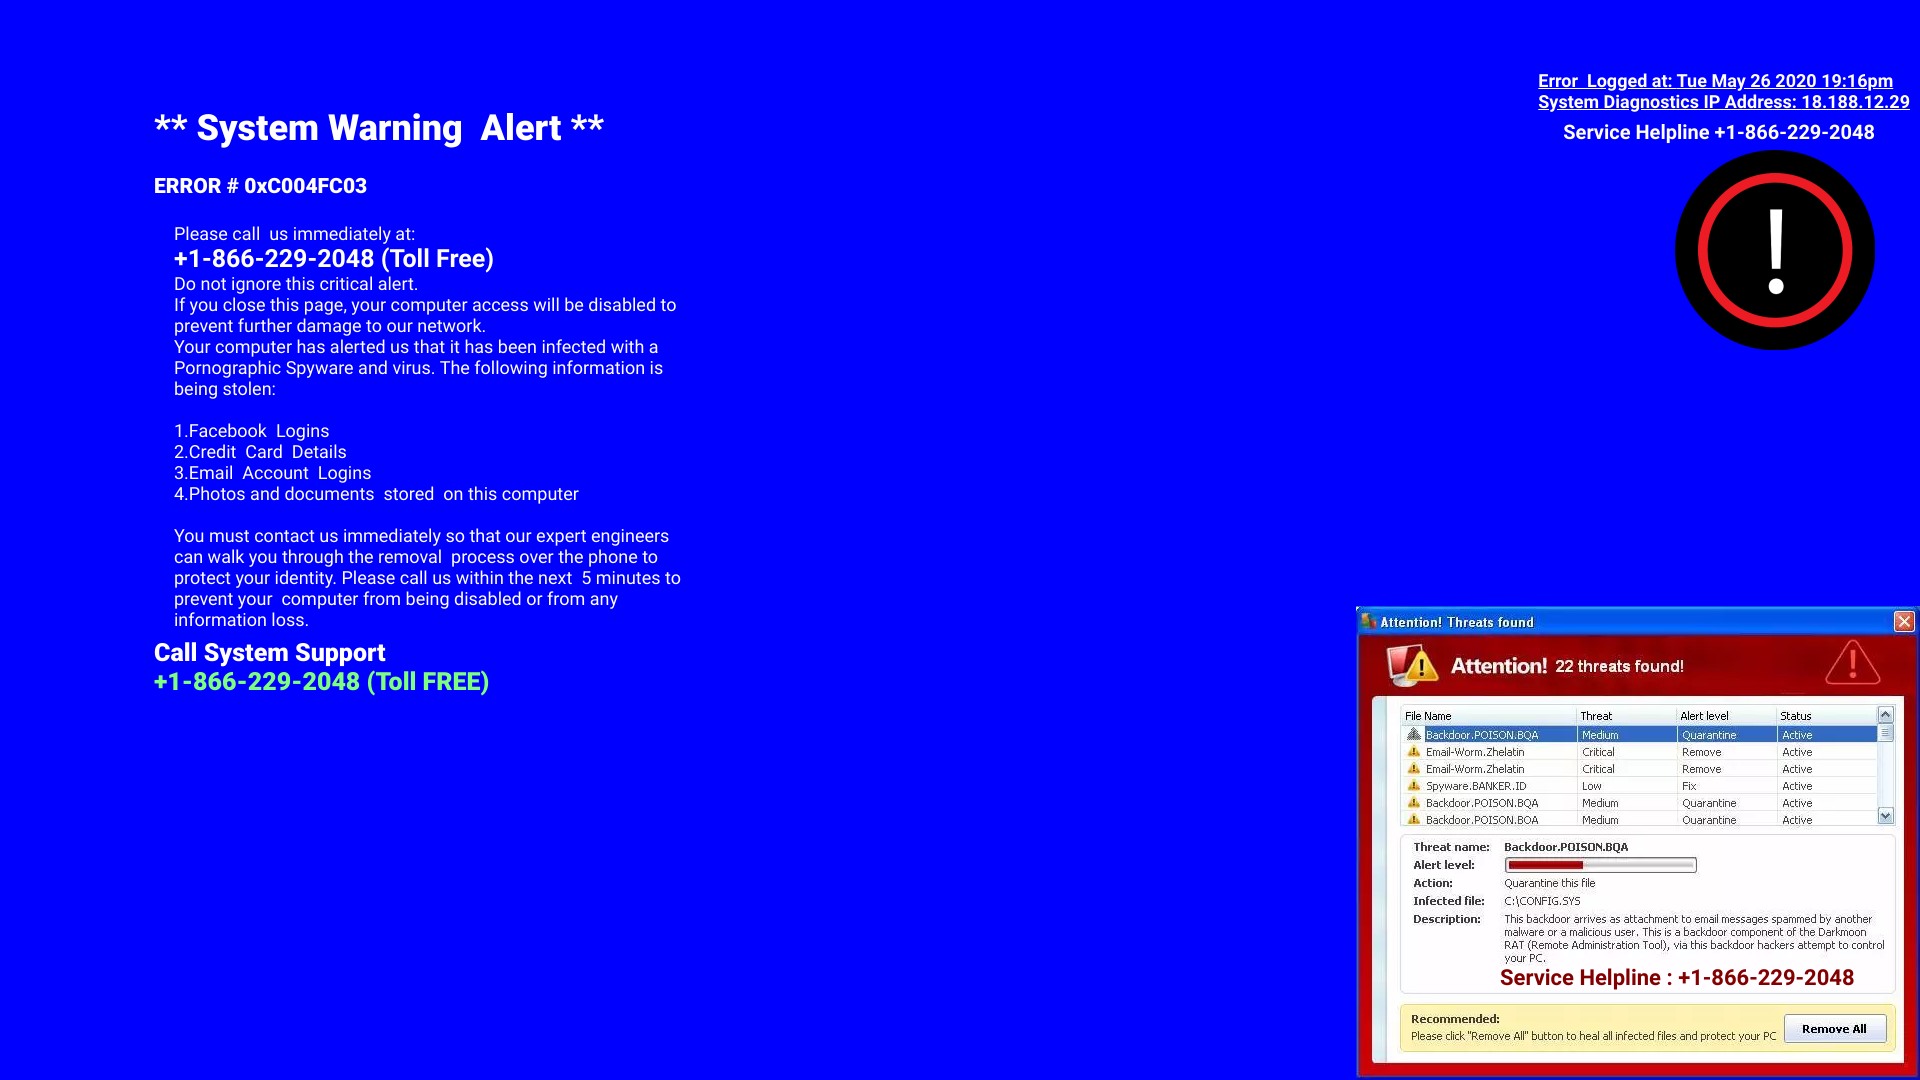 ** System Warning  Alert **
ERROR # 0xC004FC03
Please call  us immediately at:
+1-866-229-2048 (Toll Free)
Do not ignore this critical alert.
If you close this page, your computer access will be disabled to
prevent further damage to our network.
Your computer has alerted us that it has been infected with a
Pornographic Spyware and virus. The following information is
being stolen:
1.Facebook  Logins
2.Credit  Card  Details
3.Email  Account  Logins
4.Photos and documents  stored  on this computer
You must contact us immediately so that our expert engineers
can walk you through the removal  process over the phone to
protect your identity. Please call us within the next  5 minutes to
prevent your  computer from being disabled or from any
information loss.
Call System Support
+1-866-229-2048 (Toll FREE)
Error  Logged at: Tue May 26 2020 19:16pm
System Diagnostics IP Address: 18.188.12.29
Service Helpline +1-866-229-2048
!
Attention! Threats found
Attention! 22 threats found!
File Name Threat Alert level Status
Backdoor.POISON.BQA Medium Quarantine Active
Email-Worm.Zhelatin Critical Remove Active
Email-Worm.Zhelatin Critical Remove Active
Spyware.BANKER.ID Low Fix Active
Backdoor.POISON.BQA Medium Quarantine Active
Backdoor.POISON.BQA Medium Quarantine Active
Threat name: Backdoor.POISON.BQA
Alert level:
Action: Quarantine this file
Infected file: C:\CONFIG.SYS
Description: This backdoor arrives as attachment to email messages spammed by another
malware or a malicious user. This is a backdoor component of the Darkmoon
RAT (Remote Administration Tool), via this backdoor hackers attempt to control
your PC.
Service Helpline : +1-866-229-2048
Recommended:
Please click "Remove All" button to heal all infected files and protect your PC
Remove All